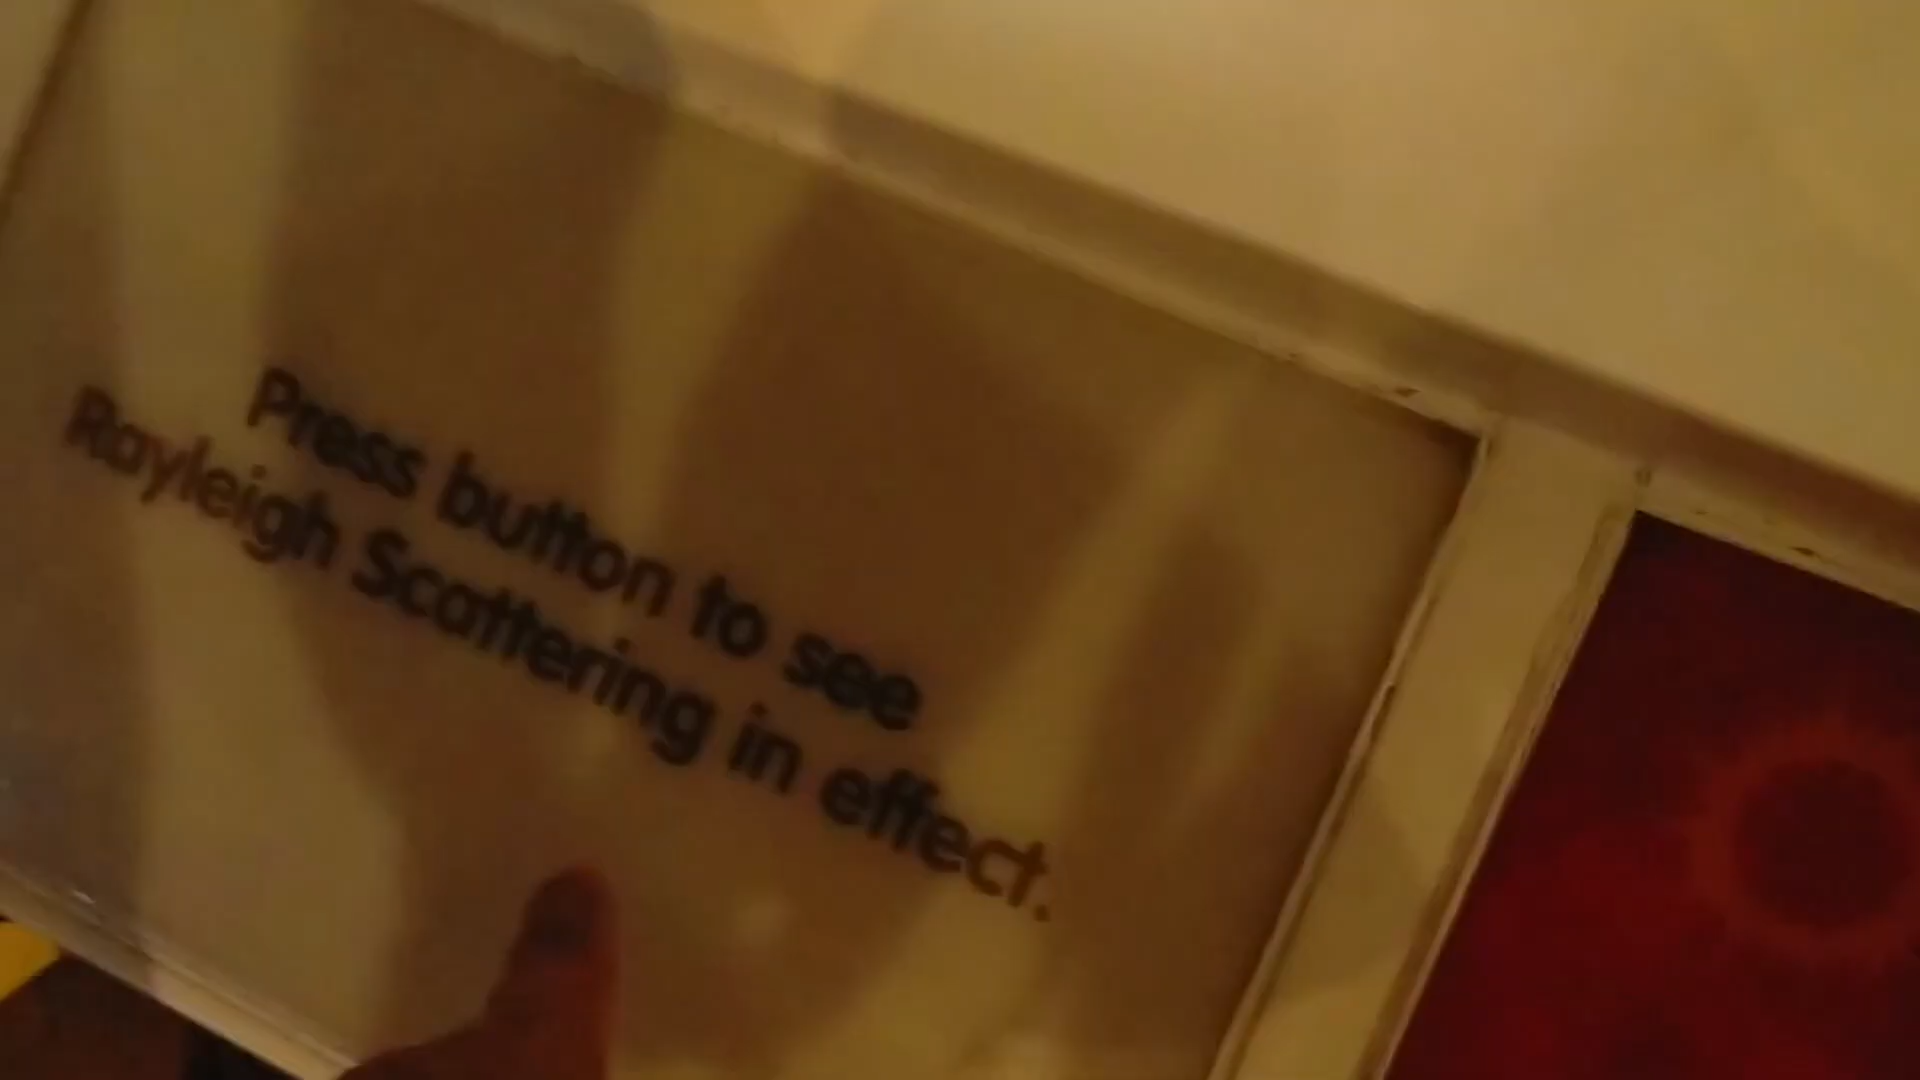 Press button to see
Rayleigh Scattering in effect.